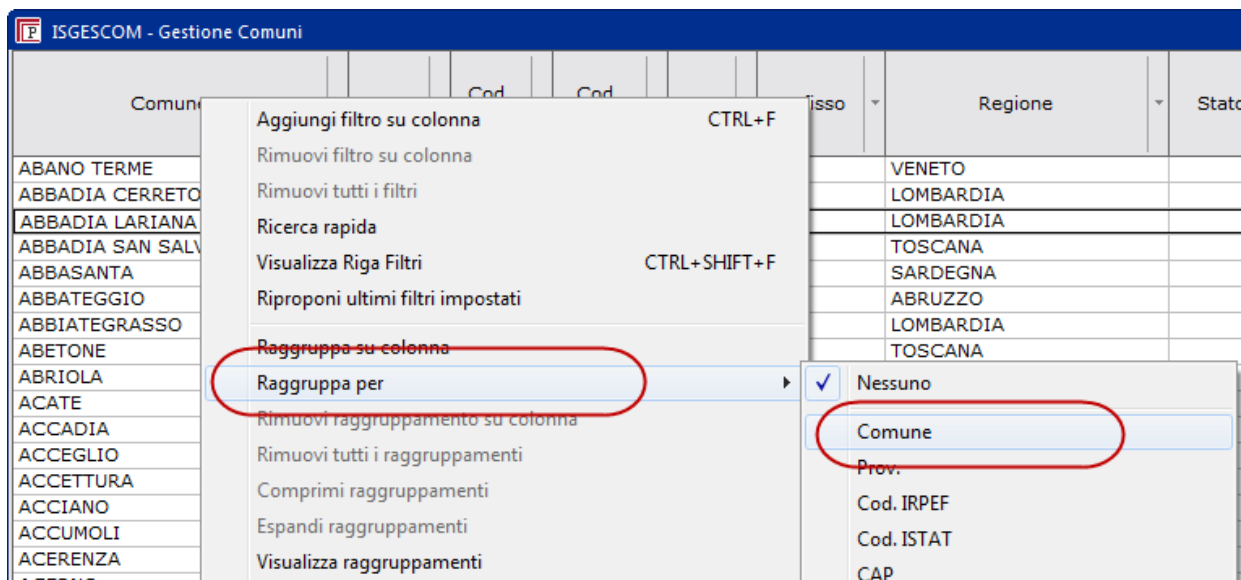 ISGESCOM - Gestione Comuni
Comune Cod. Cod. isso Regione Stato
ABANO TERME VENETO
ABBADIA CERRETO LOMBARDIA
ABBADIA LARIANA LOMBARDIA
ABBADIA SAN SALV TOSCANA
ABBASANTA SARDEGNA
ABBATEGGIO ABRUZZO
ABBIATEGRASSO LOMBARDIA
ABETONE TOSCANA
ABRIOLA
ACATE
ACCADIA
ACCEGLIO
ACCETTURA
ACCIANO
ACCUMOLI
ACERENZA
Aggiungi filtro su colonna CTRL+F
Rimuovi filtro su colonna
Rimuovi tutti i filtri
Ricerca rapida
Visualizza Riga Filtri CTRL+SHIFT+F
Riproponi ultimi filtri impostati
Raggruppa su colonna
Raggruppa per
Rimuovi raggruppamento su colonna
Rimuovi tutti i raggruppamenti
Comprimi raggruppamenti
Espandi raggruppamenti
Visualizza raggruppamenti
Nessuno
Comune
Prov.
Cod. IRPEF
Cod. ISTAT
CAP